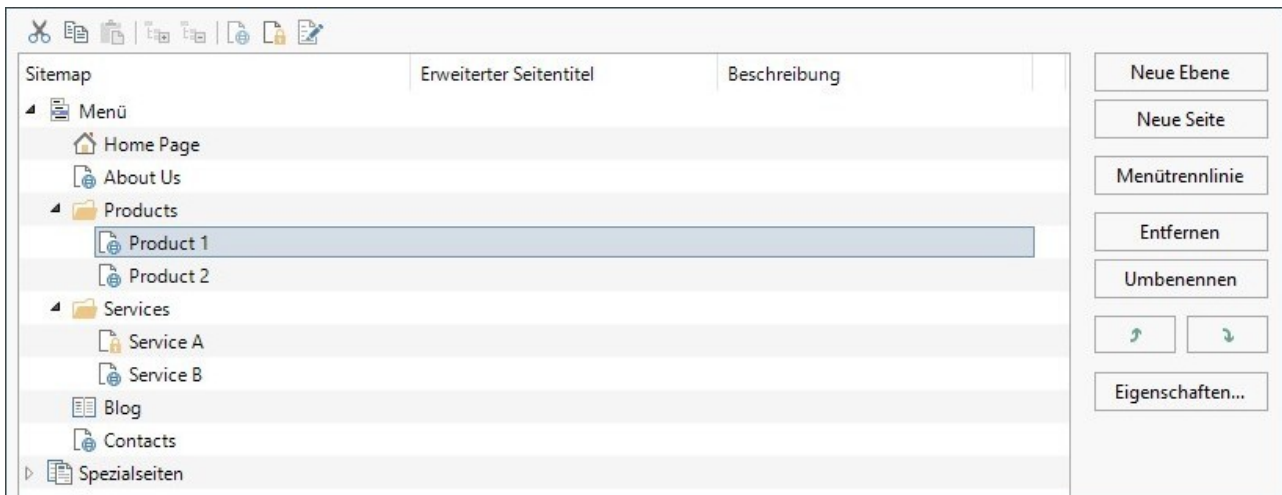 Sitemap Erweiterter Seitentitel Beschreibung
Menü
Home Page
About Us
Products
Product 1
Product 2
Services
Service A
Service B
Blog
Contacts
Spezialseiten
Neue Ebene
Neue Seite
Menütrennlinie
Entfernen
Umbenennen
Eigenschaften...